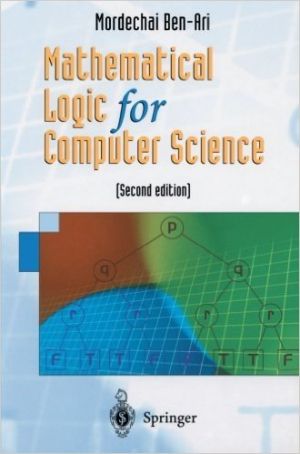 Mordechai Ben-Ari
Mathematical
Logic for
Computer Science
[Second edition]
p
q q
r r r r
F T T F T T T F
Springer